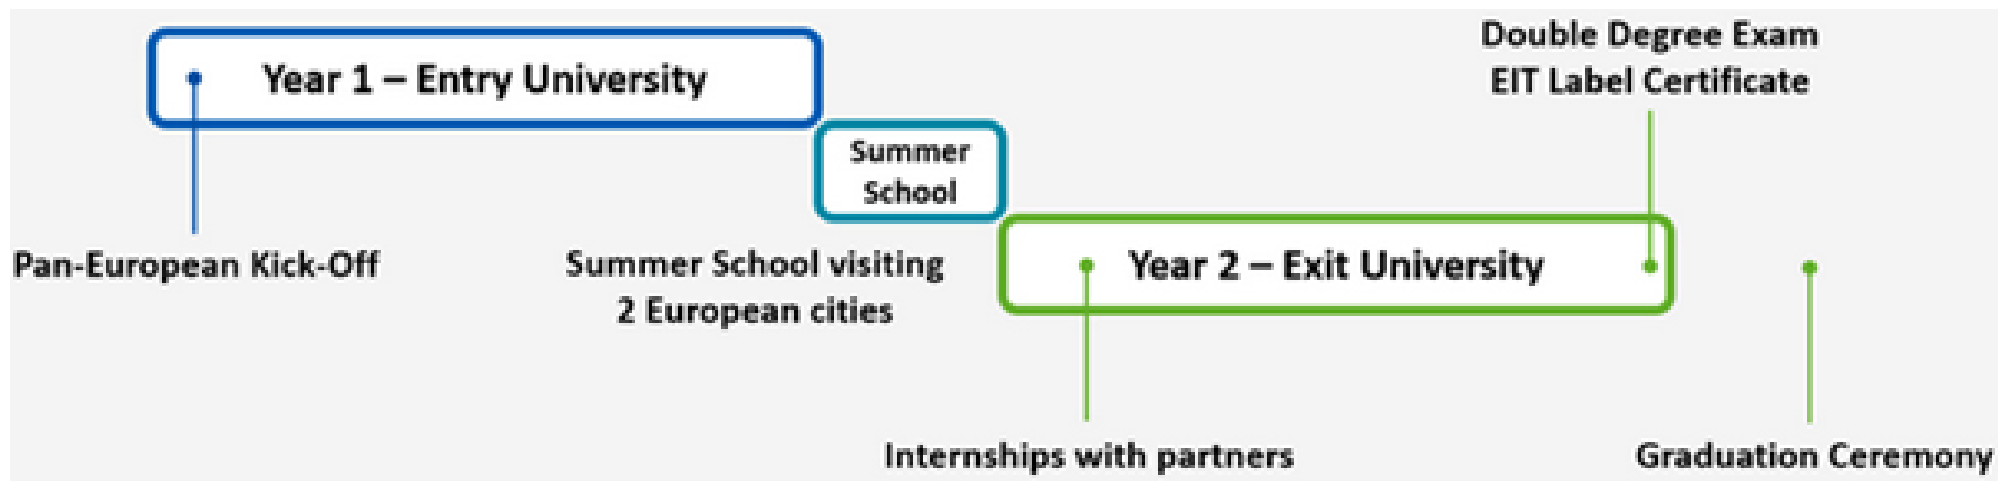 Year 1 – Entry University
Double Degree Exam
EIT Label Certificate
Summer
School
Pan-European Kick-Off
Summer School visiting
2 European cities
Year 2 – Exit University
Internships with partners
Graduation Ceremony